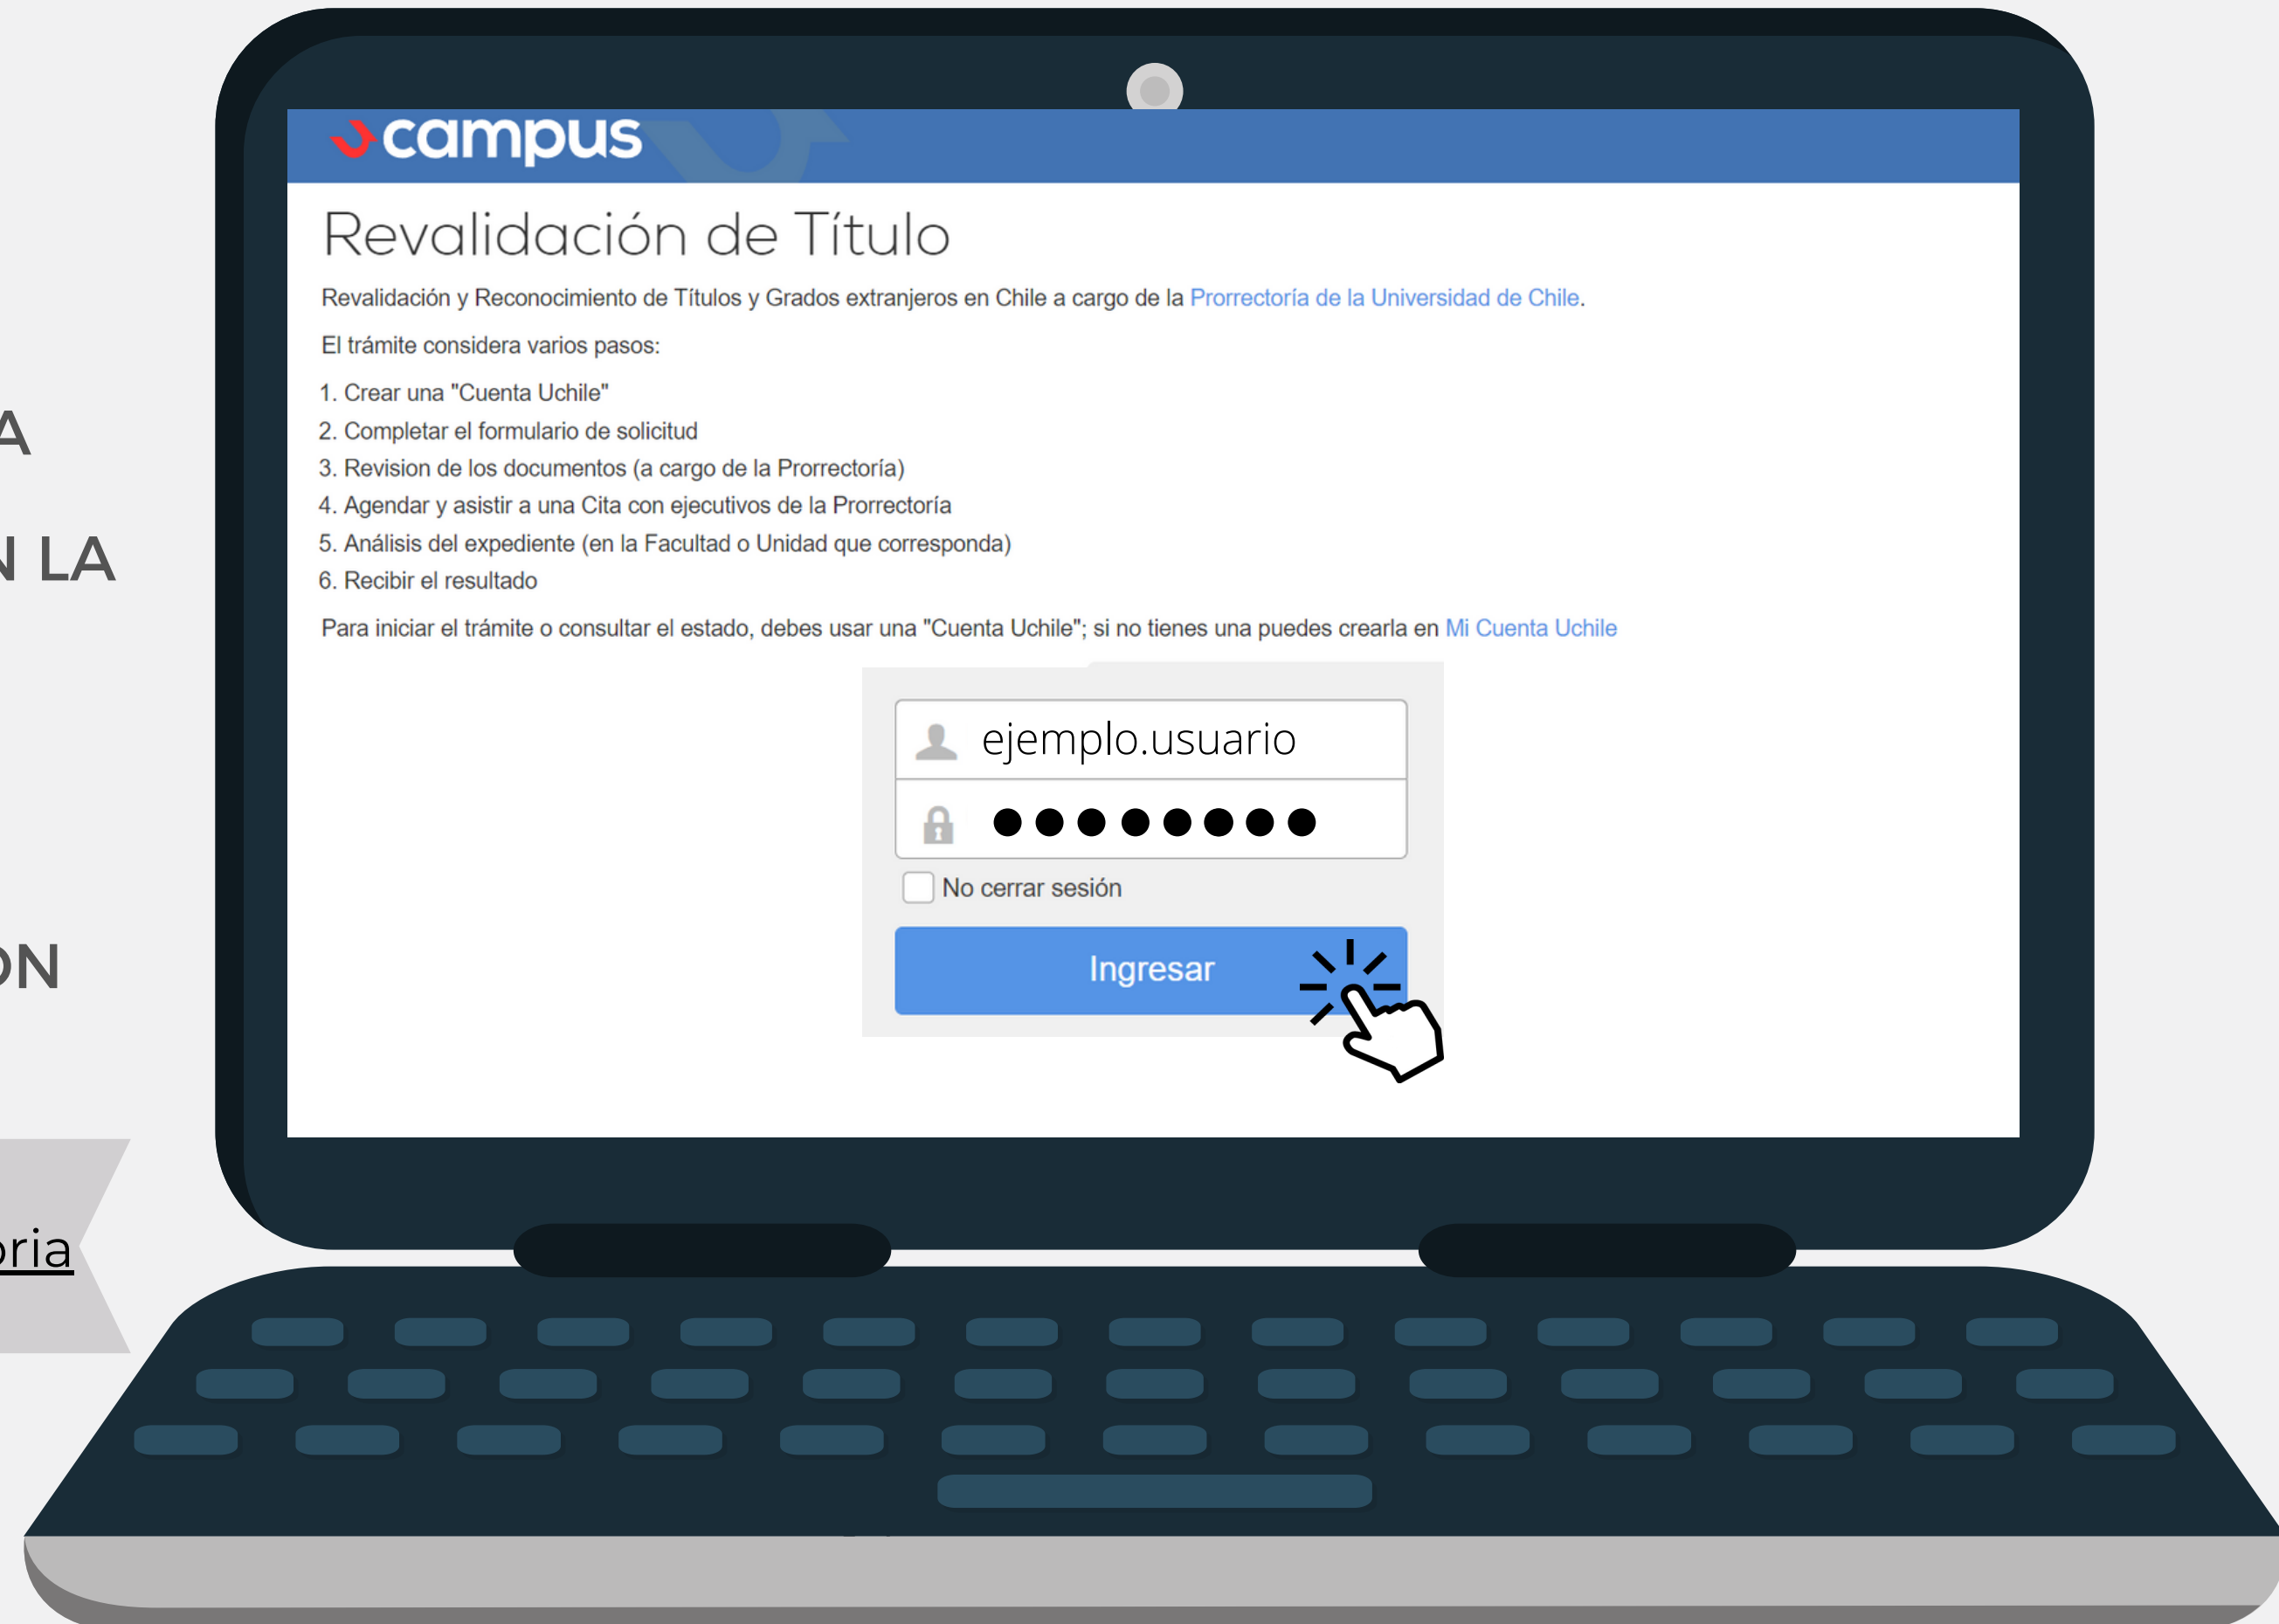 ucampus
Revalidación de Título
Revalidación y Reconocimiento de Títulos y Grados extranjeros en Chile a cargo de la Prorrectoría de la Universidad de Chile.
El trámite considera varios pasos:
1. Crear una "Cuenta Uchile"
2. Completar el formulario de solicitud
3. Revision de los documentos (a cargo de la Prorrectoría)
4. Agendar y asistir a una Cita con ejecutivos de la Prorrectoría
5. Análisis del expediente (en la Facultad o Unidad que corresponda)
6. Recibir el resultado
Para iniciar el trámite o consultar el estado, debes usar una "Cuenta Uchile"; si no tienes una puedes crearla en Mi Cuenta Uchile
ejemplo.usuario
No cerrar sesión
Ingresar
LA